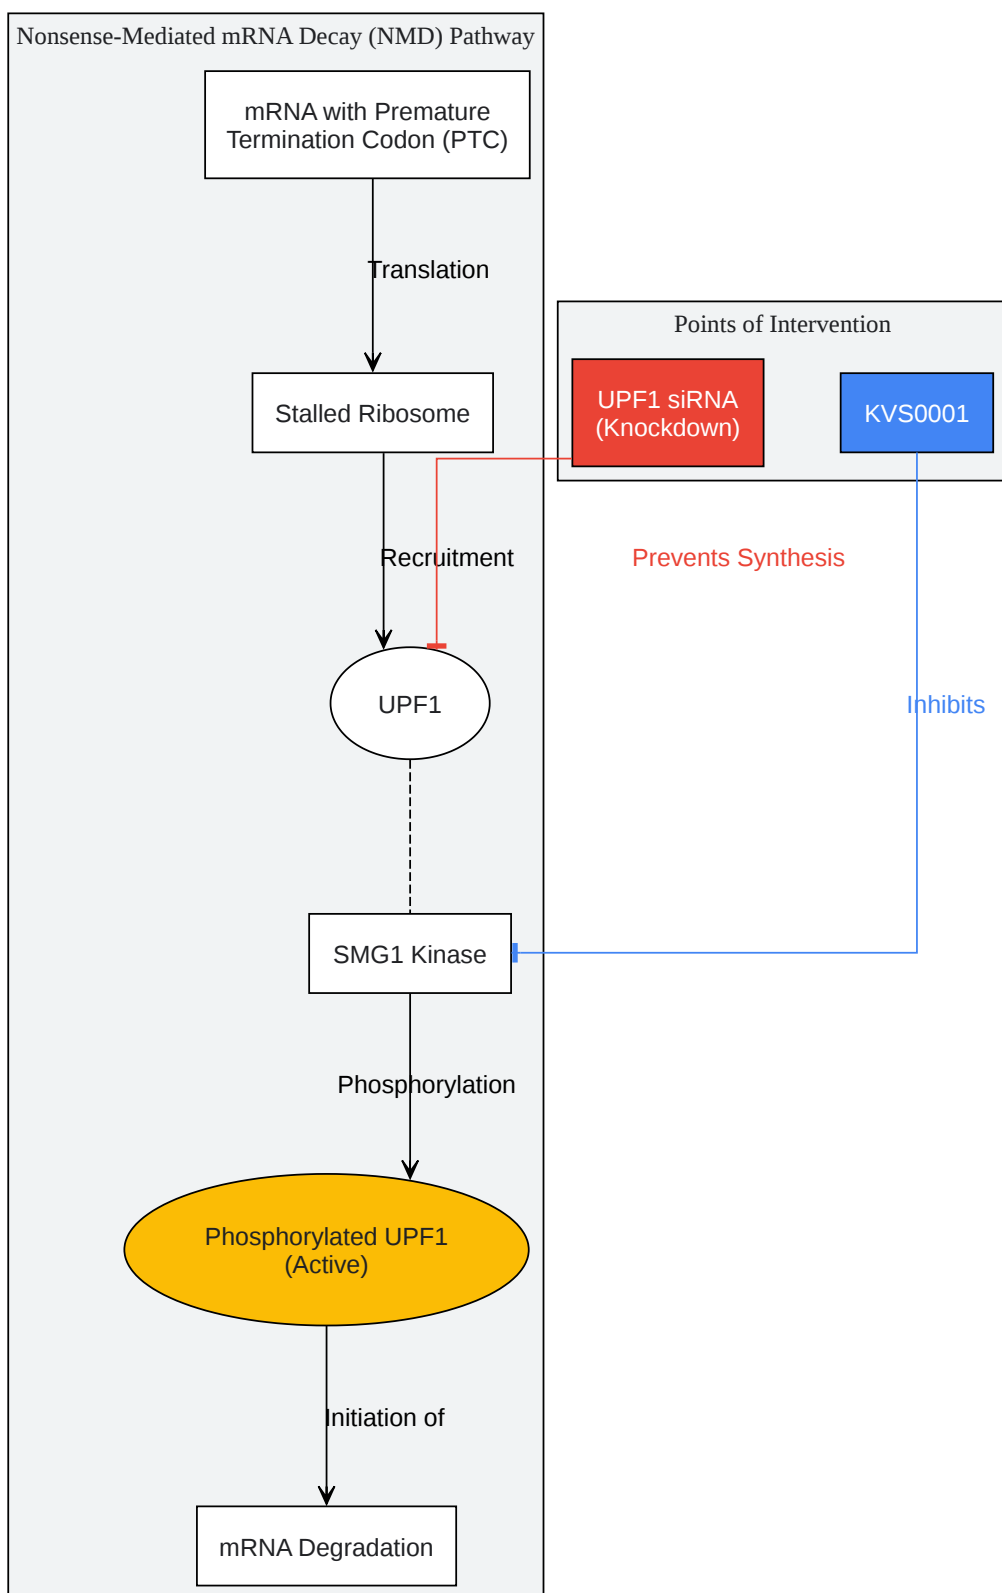 Nonsense-Mediated mRNA Decay (NMD) Pathway
mRNA with Premature
Termination Codon (PTC)
Translation
Points of Intervention
Stalled Ribosome
UPF1 siRNA
(Knockdown)
KVS0001
Recruitment
Prevents Synthesis
UPF1
Inhibits
SMG1 Kinase
Phosphorylation
Phosphorylated UPF1
(Active)
Initiation of
mRNA Degradation